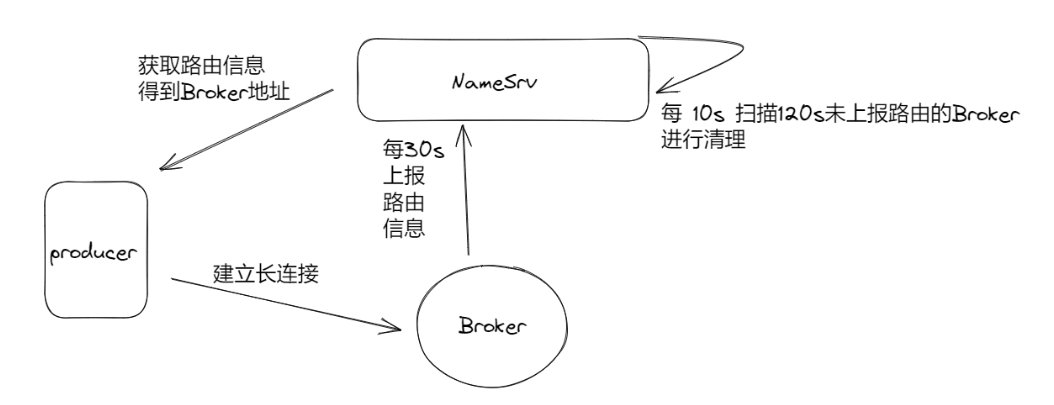 获取路由信息
得到Broker地址
NameSrv
每 10s 扫描120s未上报路由的Broker
进行清理
每30s
上报
路由
信息
producer
建立长连接
Broker